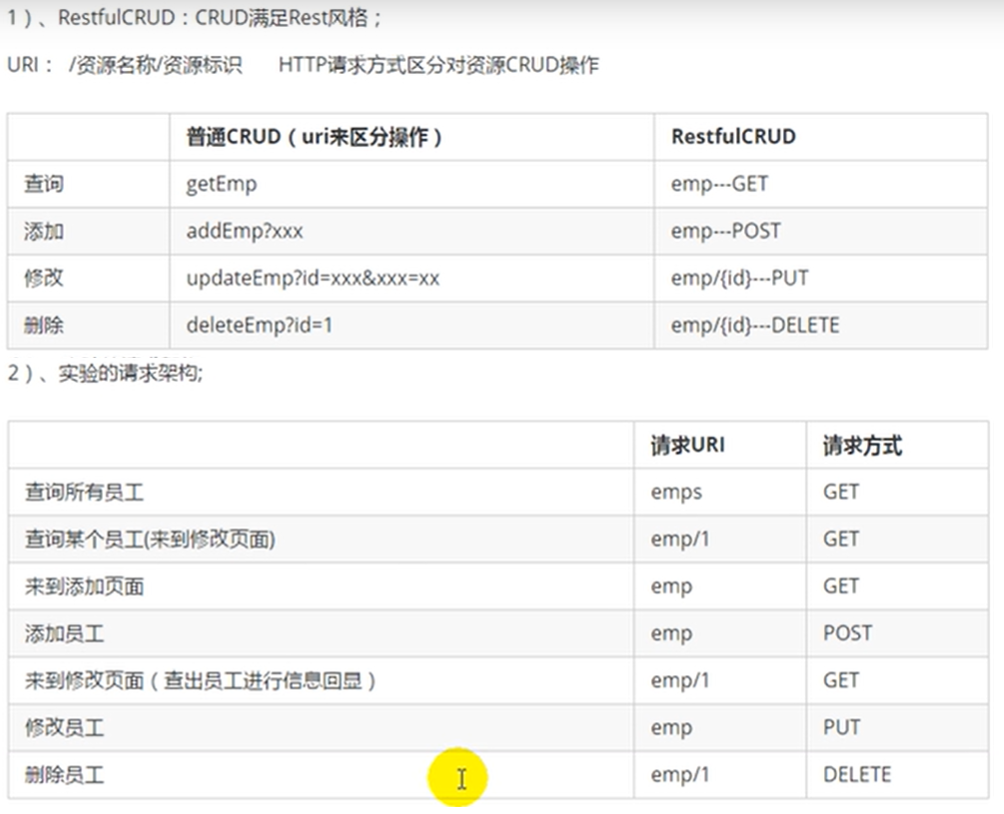 1）、RestfulCRUD：CRUD满足Rest风格；
URI： /资源名称/资源标识 HTTP请求方式区分对资源CRUD操作
普通CRUD（uri来区分操作） RestfulCRUD
查询 getEmp emp---GET
添加 addEmp?xxx emp---POST
修改 updateEmp?id=xxx&xxx=xx emp/{id}---PUT
删除 deleteEmp?id=1 emp/{id}---DELETE
2）、实验的请求架构;
请求URI 请求方式
查询所有员工 emps GET
查询某个员工(来到修改页面) emp/1 GET
来到添加页面 emp GET
添加员工 emp POST
来到修改页面（查出员工进行信息回显） emp/1 GET
修改员工 emp PUT
删除员工 emp/1 DELETE